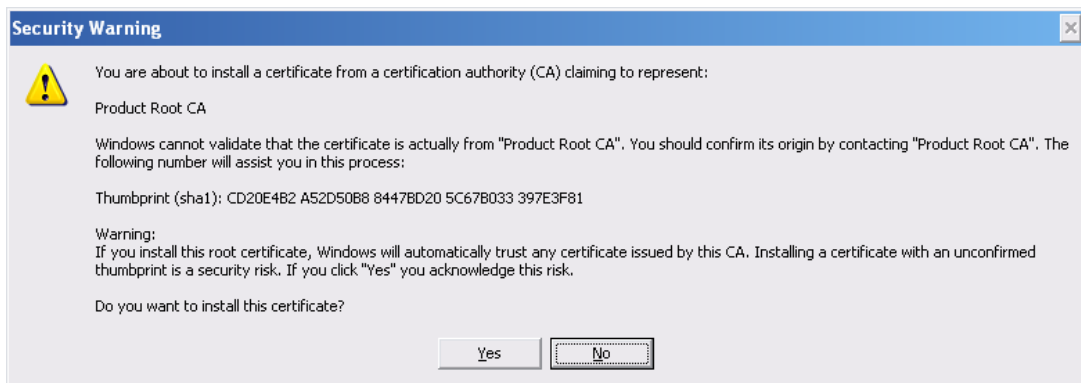 Security Warning
You are about to install a certificate from a certification authority (CA) claiming to represent:
Product Root CA
Windows cannot validate that the certificate is actually from "Product Root CA". You should confirm its origin by contacting "Product Root CA". The
following number will assist you in this process:
Thumbprint (sha1): CD20E4B2 A52D50B8 8447BD20 5C67B033 397E3F81
Warning:
If you install this root certificate, Windows will automatically trust any certificate issued by this CA. Installing a certificate with an unconfirmed
thumbprint is a security risk. If you click "Yes" you acknowledge this risk.
Do you want to install this certificate?
Yes
No